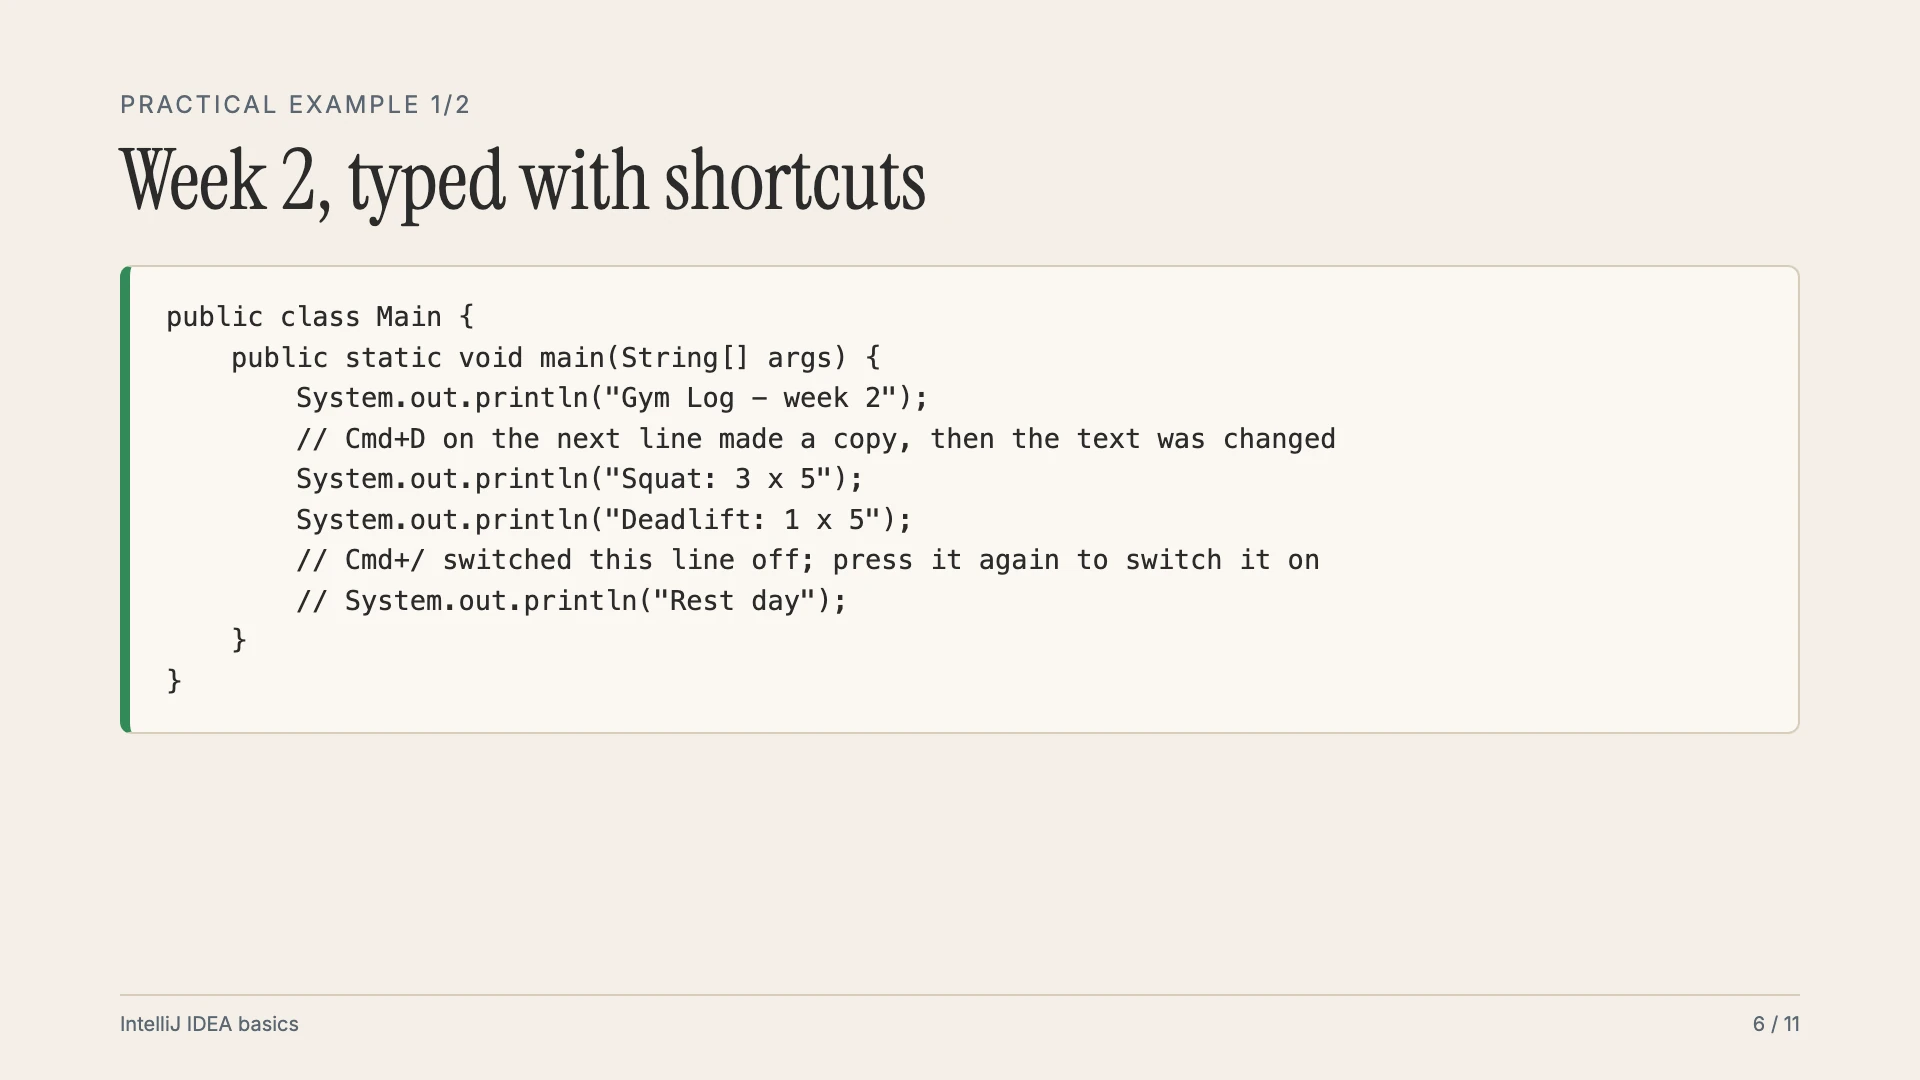 PRACTICAL EXAMPLE 1/2
Week 2, typed with shortcuts
public class Main {
    public static void main(String[] args) {
        System.out.println("Gym Log – week 2");
        // Cmd+D on the next line made a copy, then the text was changed
        System.out.println("Squat: 3 x 5");
        System.out.println("Deadlift: 1 x 5");
        // Cmd+/ switched this line off; press it again to switch it on
        // System.out.println("Rest day");
    }
}
IntelliJ IDEA basics
6 / 11